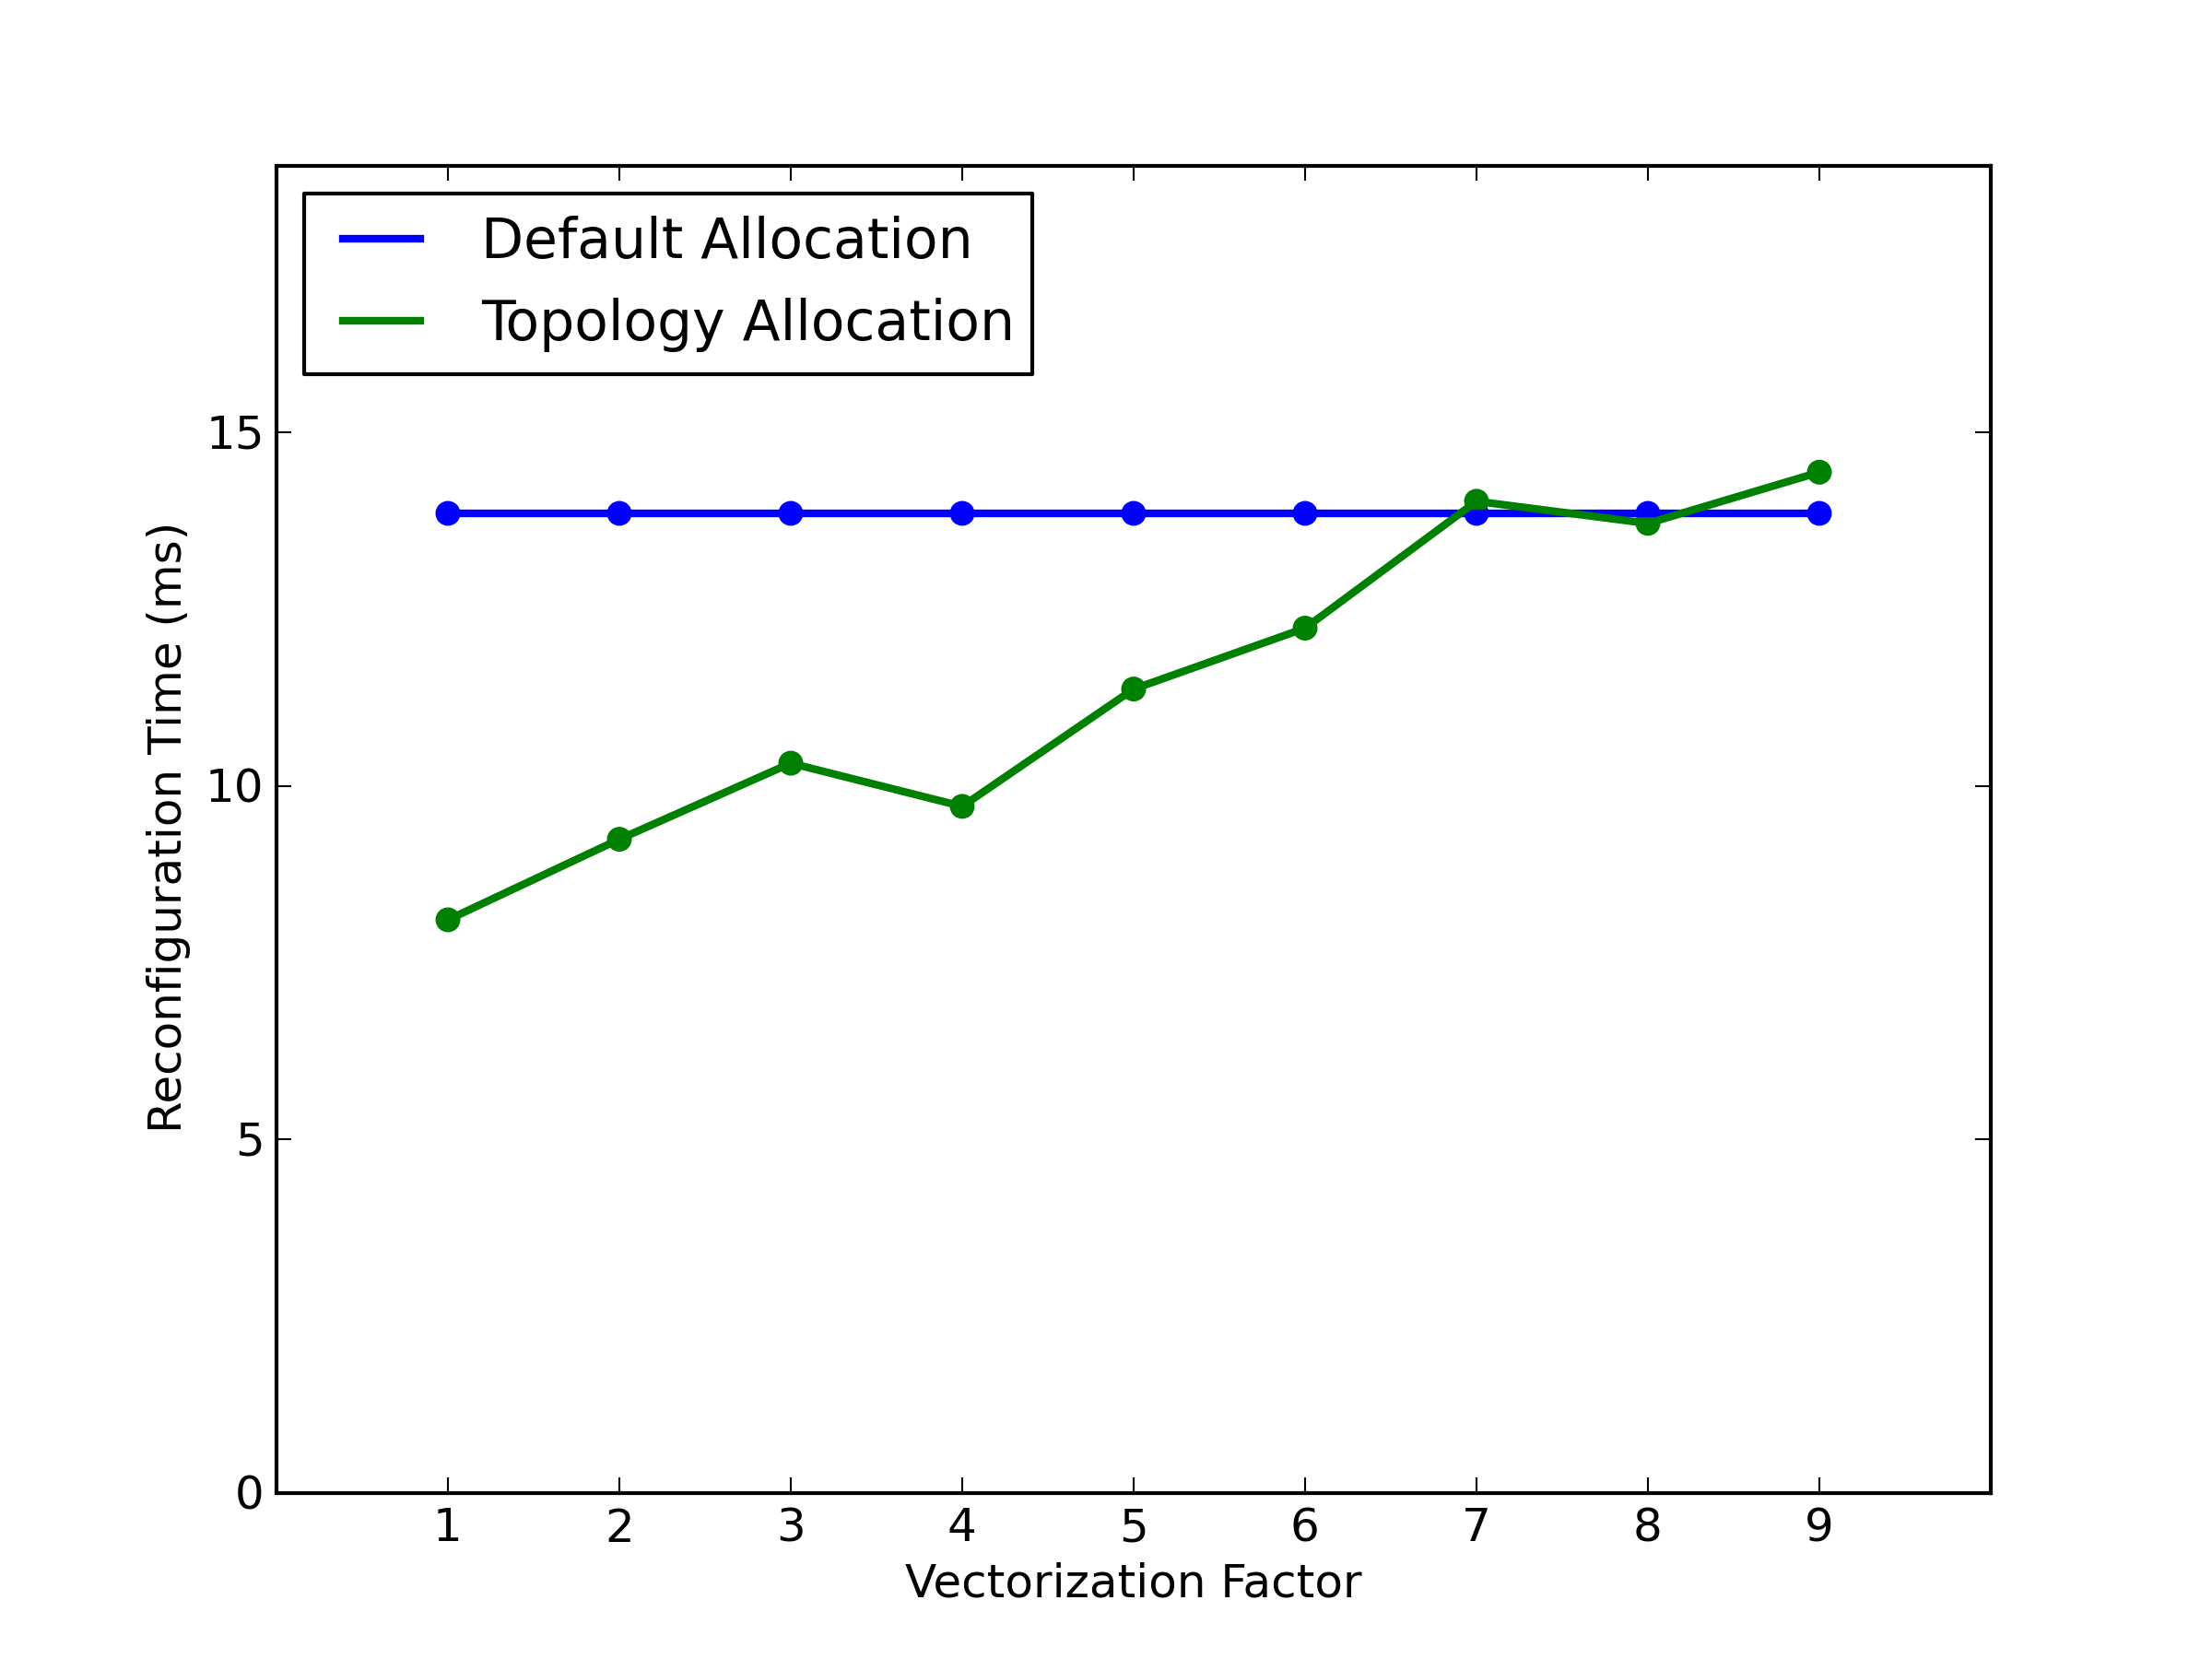 Default Allocation
Topology Allocation
15
10
5
0
Reconfiguration Time (ms)
1 2 3 4 5 6 7 8 9
Vectorization Factor